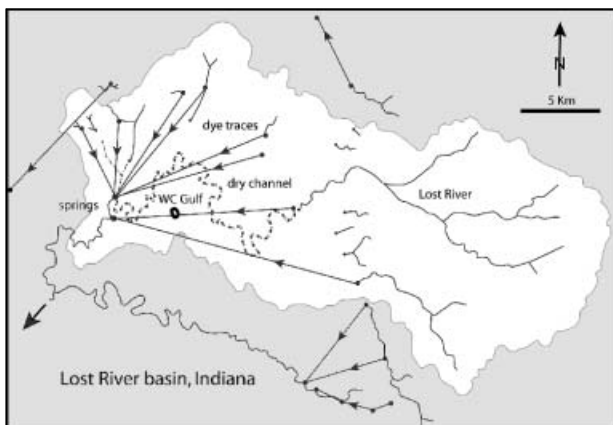 N
5 Km
dye traces
dry channel
Lost River
WC Gulf
springs
Lost River basin, Indiana